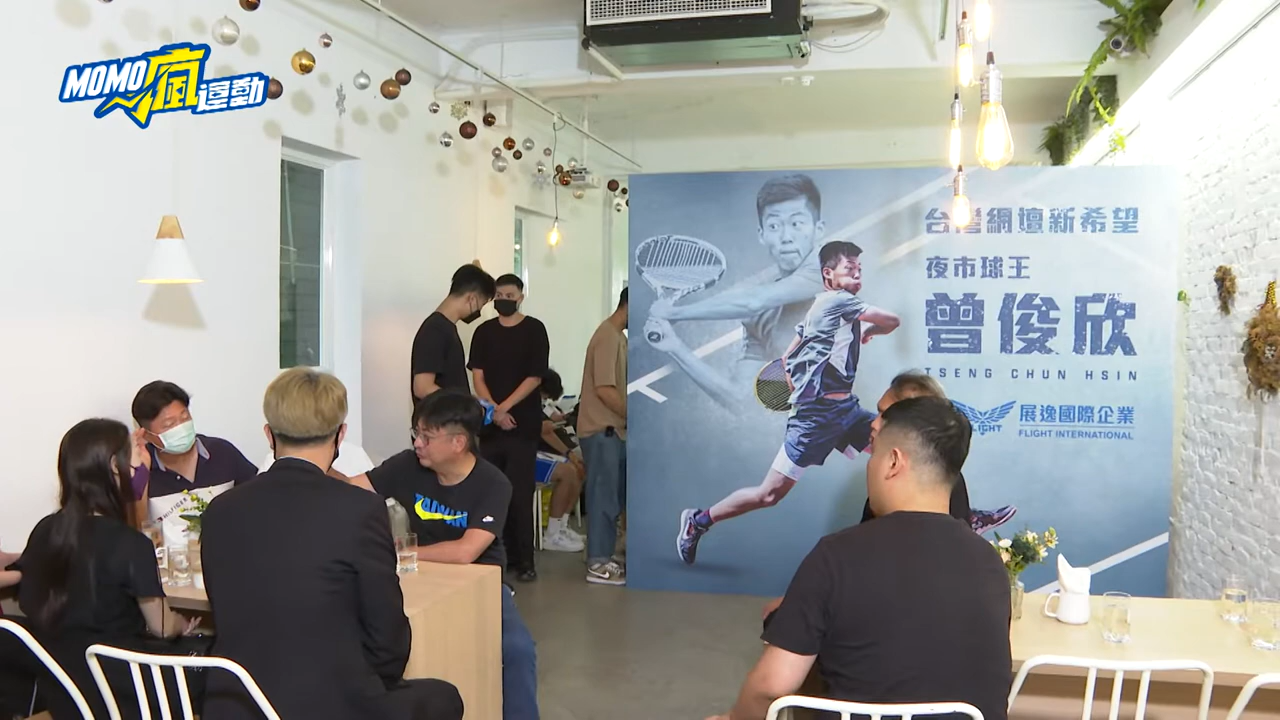 MOMO瘋運動
台灣網壇新希望
夜市球王
曾俊欣
TSENG CHUN HSIN
展逸國際企業
FLIGHT INTERNATIONAL
TAIWAN